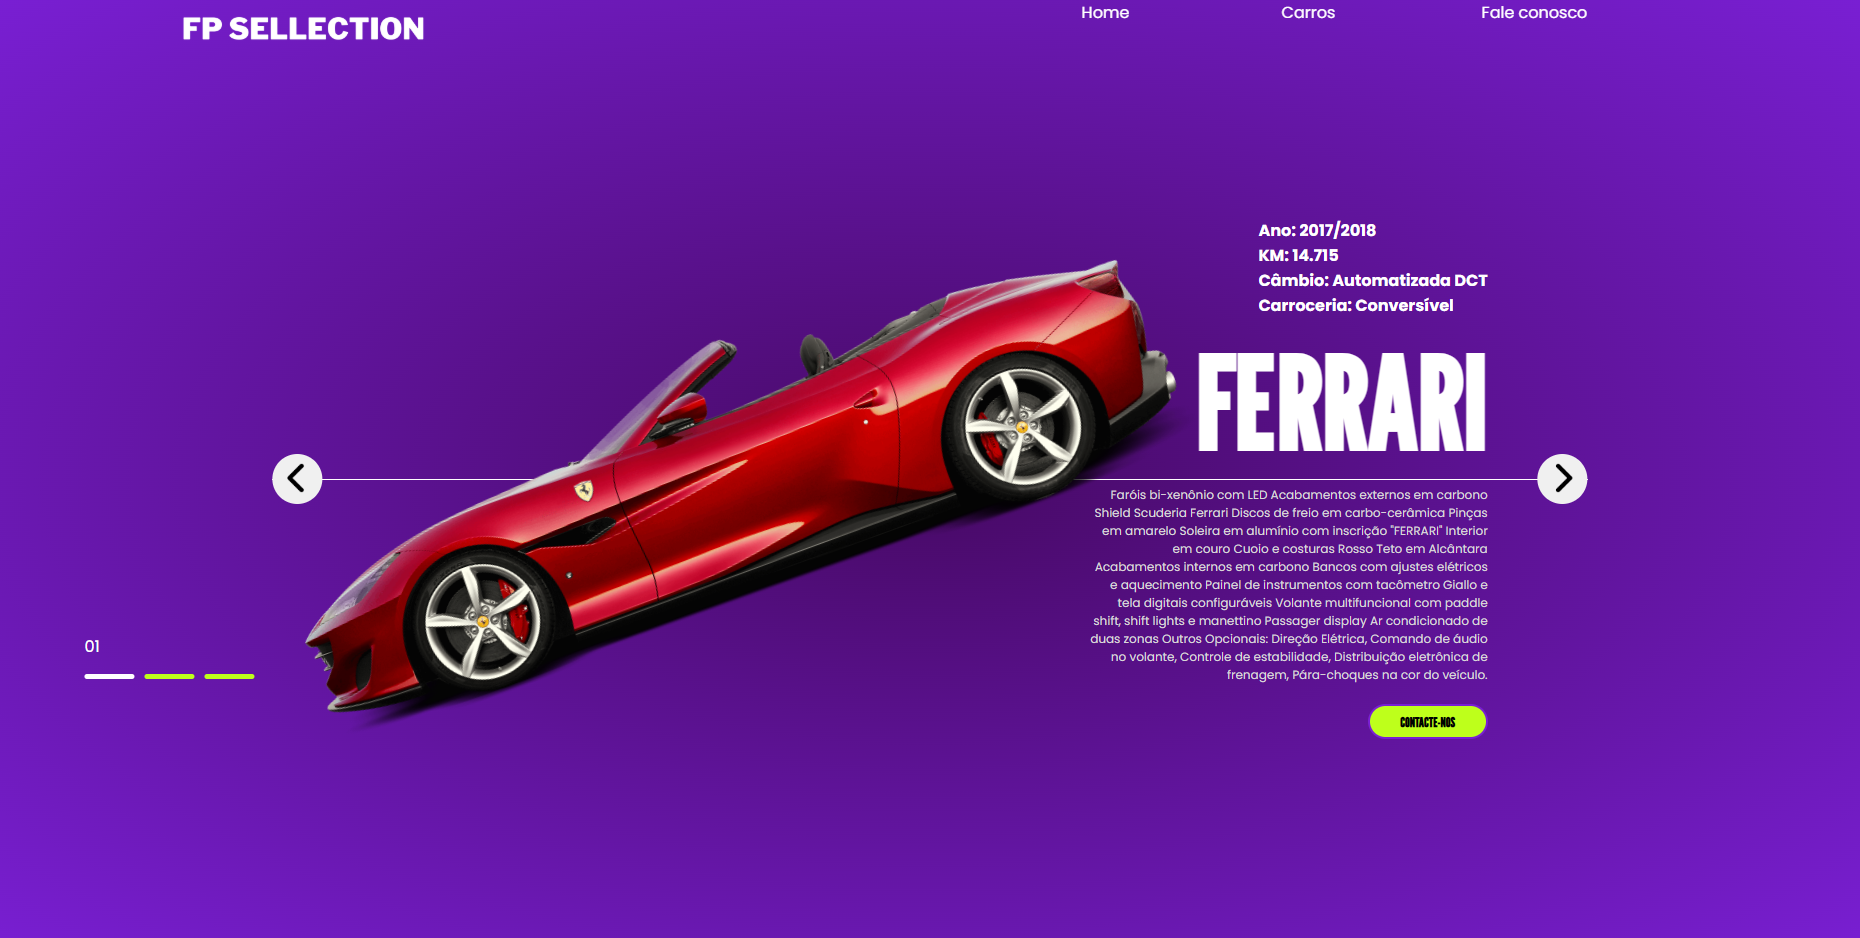 FP SELLECTION
Home
Carros
Fale conosco
Ano: 2017/2018
KM: 14.715
Câmbio: Automatizada DCT
Carroceria: Conversível
FERRARI
Faróis bi-xenônio com LED Acabamentos externos em carbono
Shield Scuderia Ferrari Discos de freio em carbo-cerâmica Pinças
em amarelo Soleira em alumínio com inscrição "FERRARI" Interior
em couro Cuoio e costuras Rosso Teto em Alcântara
Acabamentos internos em carbono Bancos com ajustes elétricos
e aquecimento Painel de instrumentos com tacômetro Giallo e
tela digitais configuráveis Volante multifuncional com paddle
shift, shift lights e manettino Passager display Ar condicionado de
duas zonas Outros Opcionais: Direção Elétrica, Comando de áudio
no volante, Controle de estabilidade, Distribuição eletrônica de
frenagem, Pára-choques na cor do veículo.
01
CONTACTE-NOS